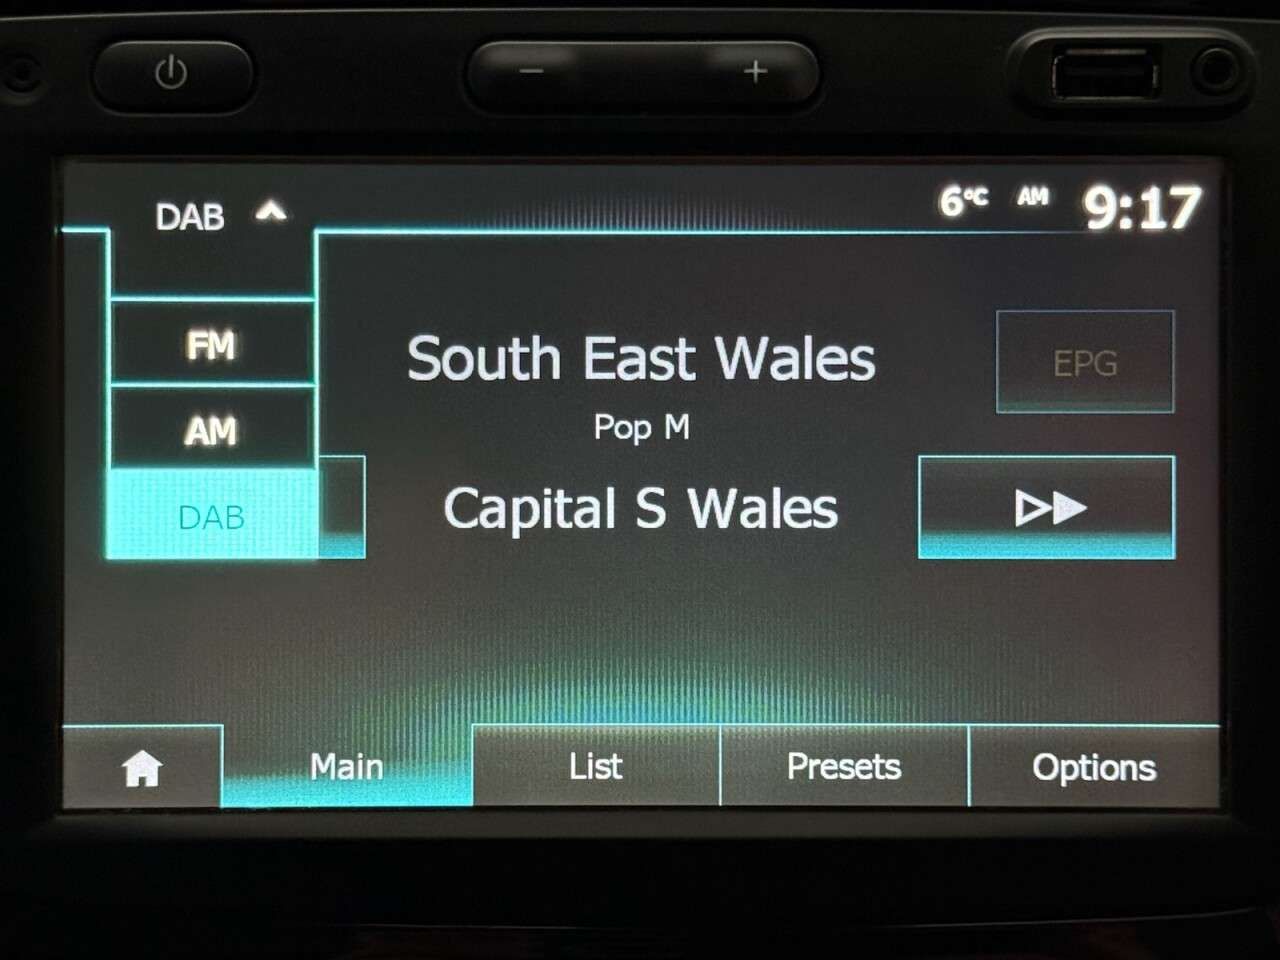 DAB
6°C AM 9:17
FM
AM
DAB
South East Wales
Pop M
Capital S Wales
EPG
Main
List
Presets
Options